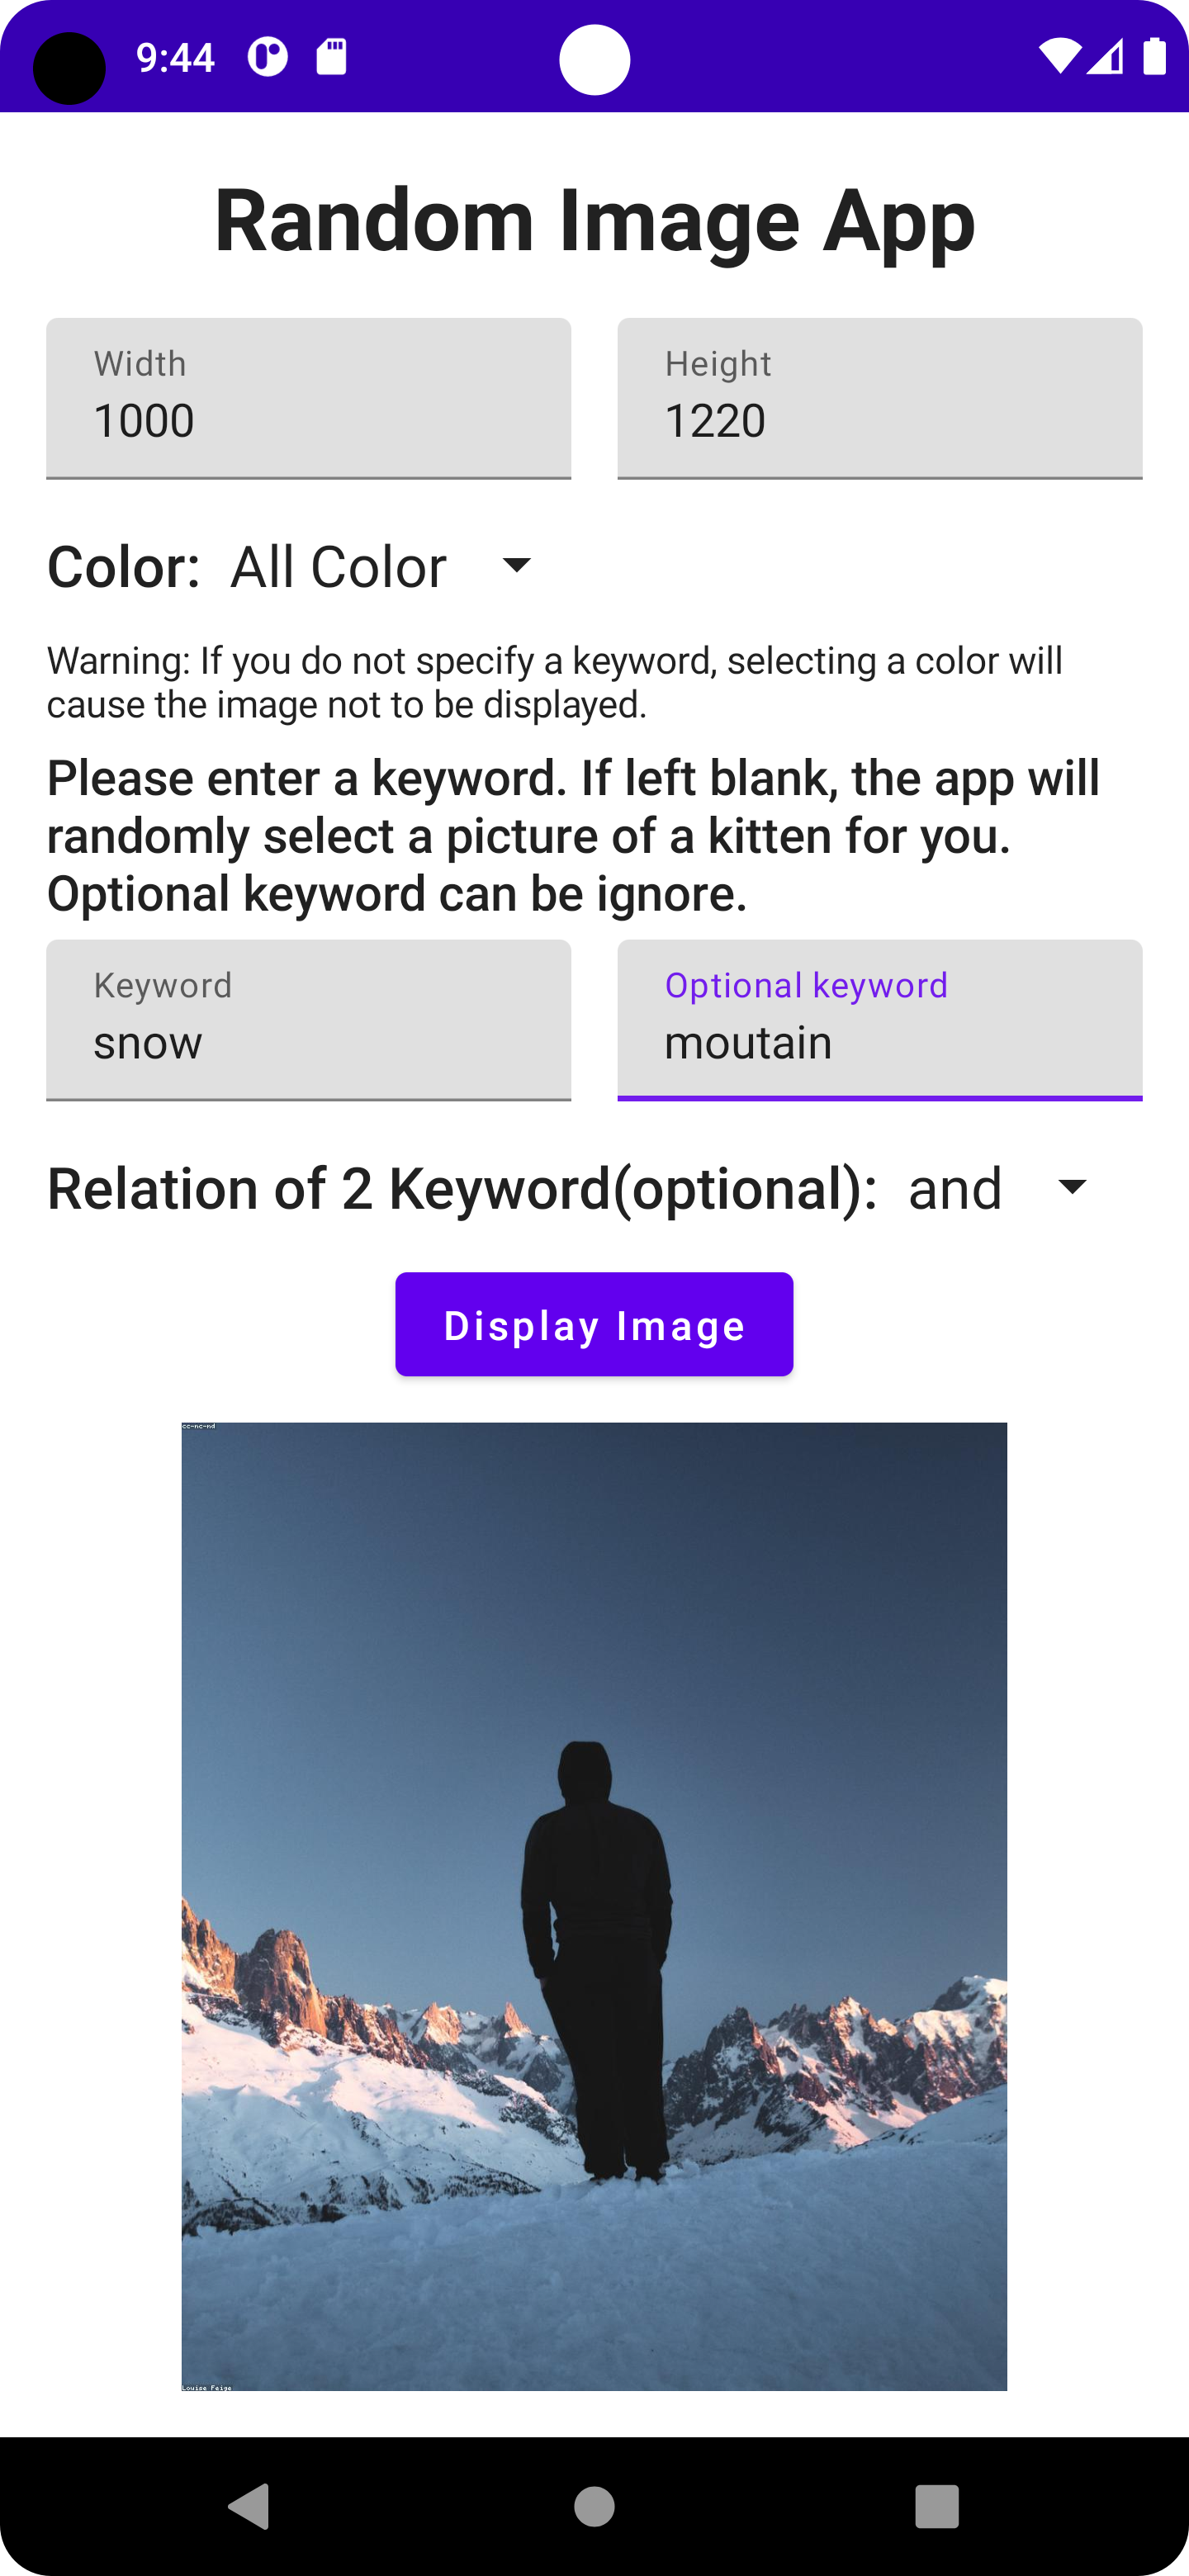 9:44
Random Image App
Width
1000
Height
1220
Color: All Color
Warning: If you do not specify a keyword, selecting a color will
cause the image not to be displayed.
Please enter a keyword. If left blank, the app will
randomly select a picture of a kitten for you.
Optional keyword can be ignore.
Keyword
snow
Optional keyword
moutain
Relation of 2 Keyword(optional): and
Display Image
cc-nc-nd
Louise Feige